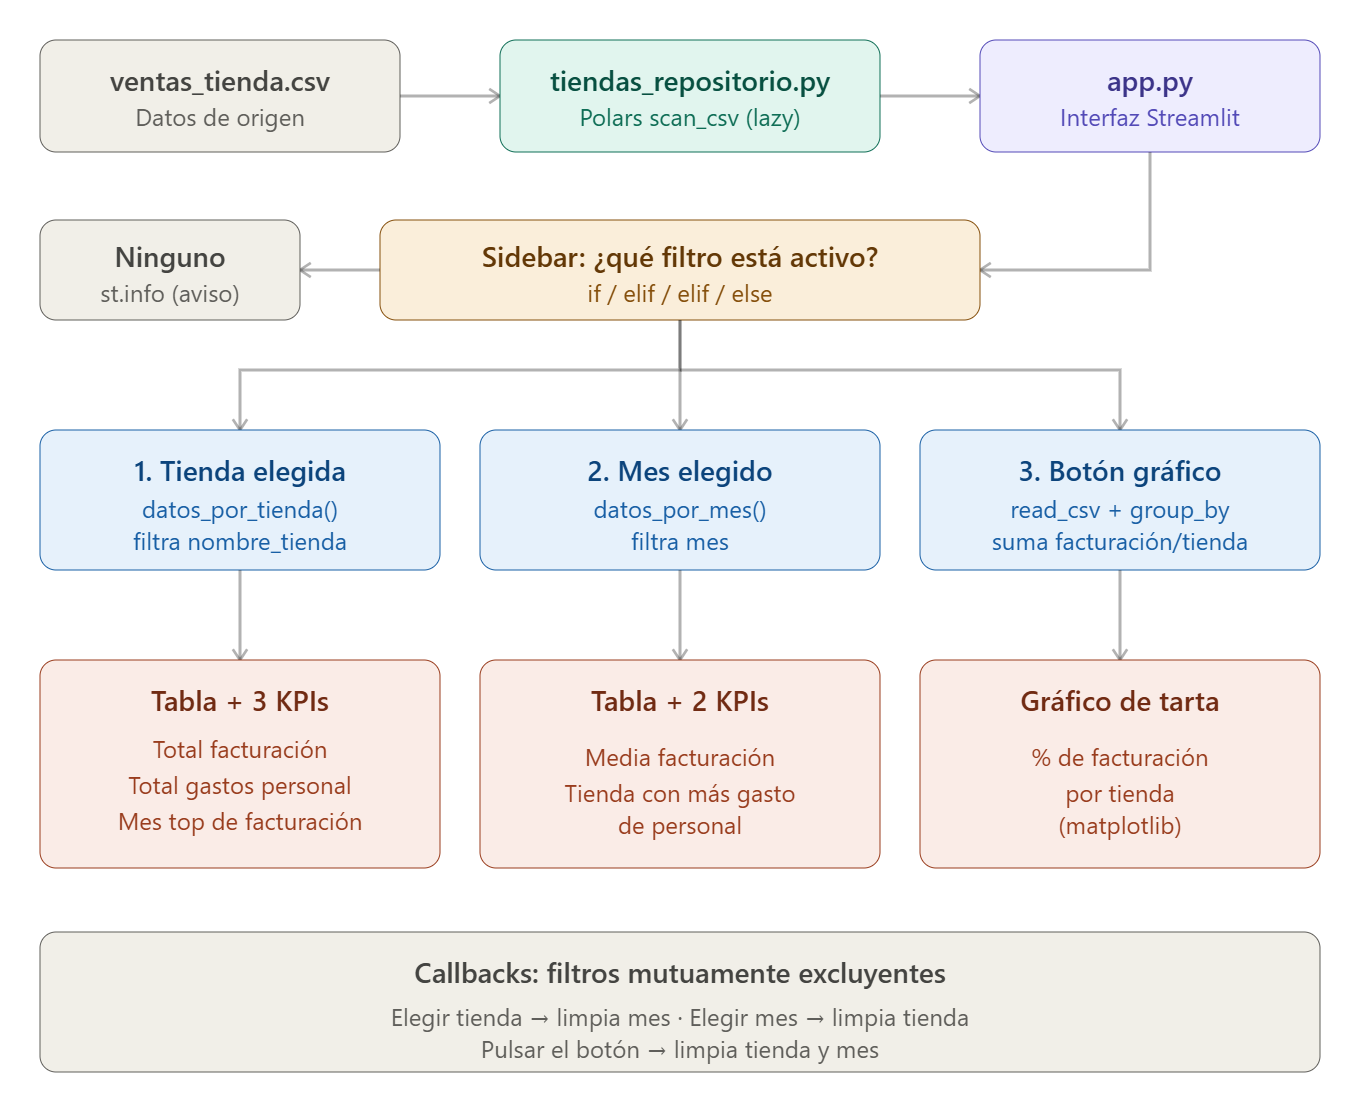 ventas_tienda.csv
Datos de origen
tiendas_repositorio.py
Polars scan_csv (lazy)
app.py
Interfaz Streamlit
Ninguno
st.info (aviso)
Sidebar: ¿qué filtro está activo?
if / elif / elif / else
1. Tienda elegida
datos_por_tienda()
filtra nombre_tienda
2. Mes elegido
datos_por_mes()
filtra mes
3. Botón gráfico
read_csv + group_by
suma facturación/tienda
Tabla + 3 KPIs
Total facturación
Total gastos personal
Mes top de facturación
Tabla + 2 KPIs
Media facturación
Tienda con más gasto
de personal
Gráfico de tarta
% de facturación
por tienda
(matplotlib)
Callbacks: filtros mutuamente excluyentes
Elegir tienda → limpia mes · Elegir mes → limpia tienda
Pulsar el botón → limpia tienda y mes